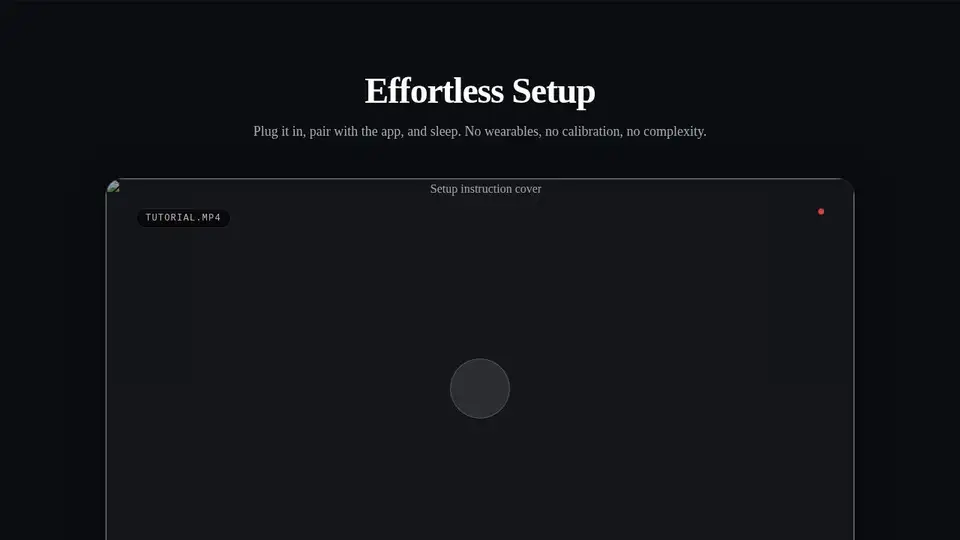 Effortless Setup
Plug it in, pair with the app, and sleep. No wearables, no calibration, no complexity.
Setup instruction cover
TUTORIAL.MP4